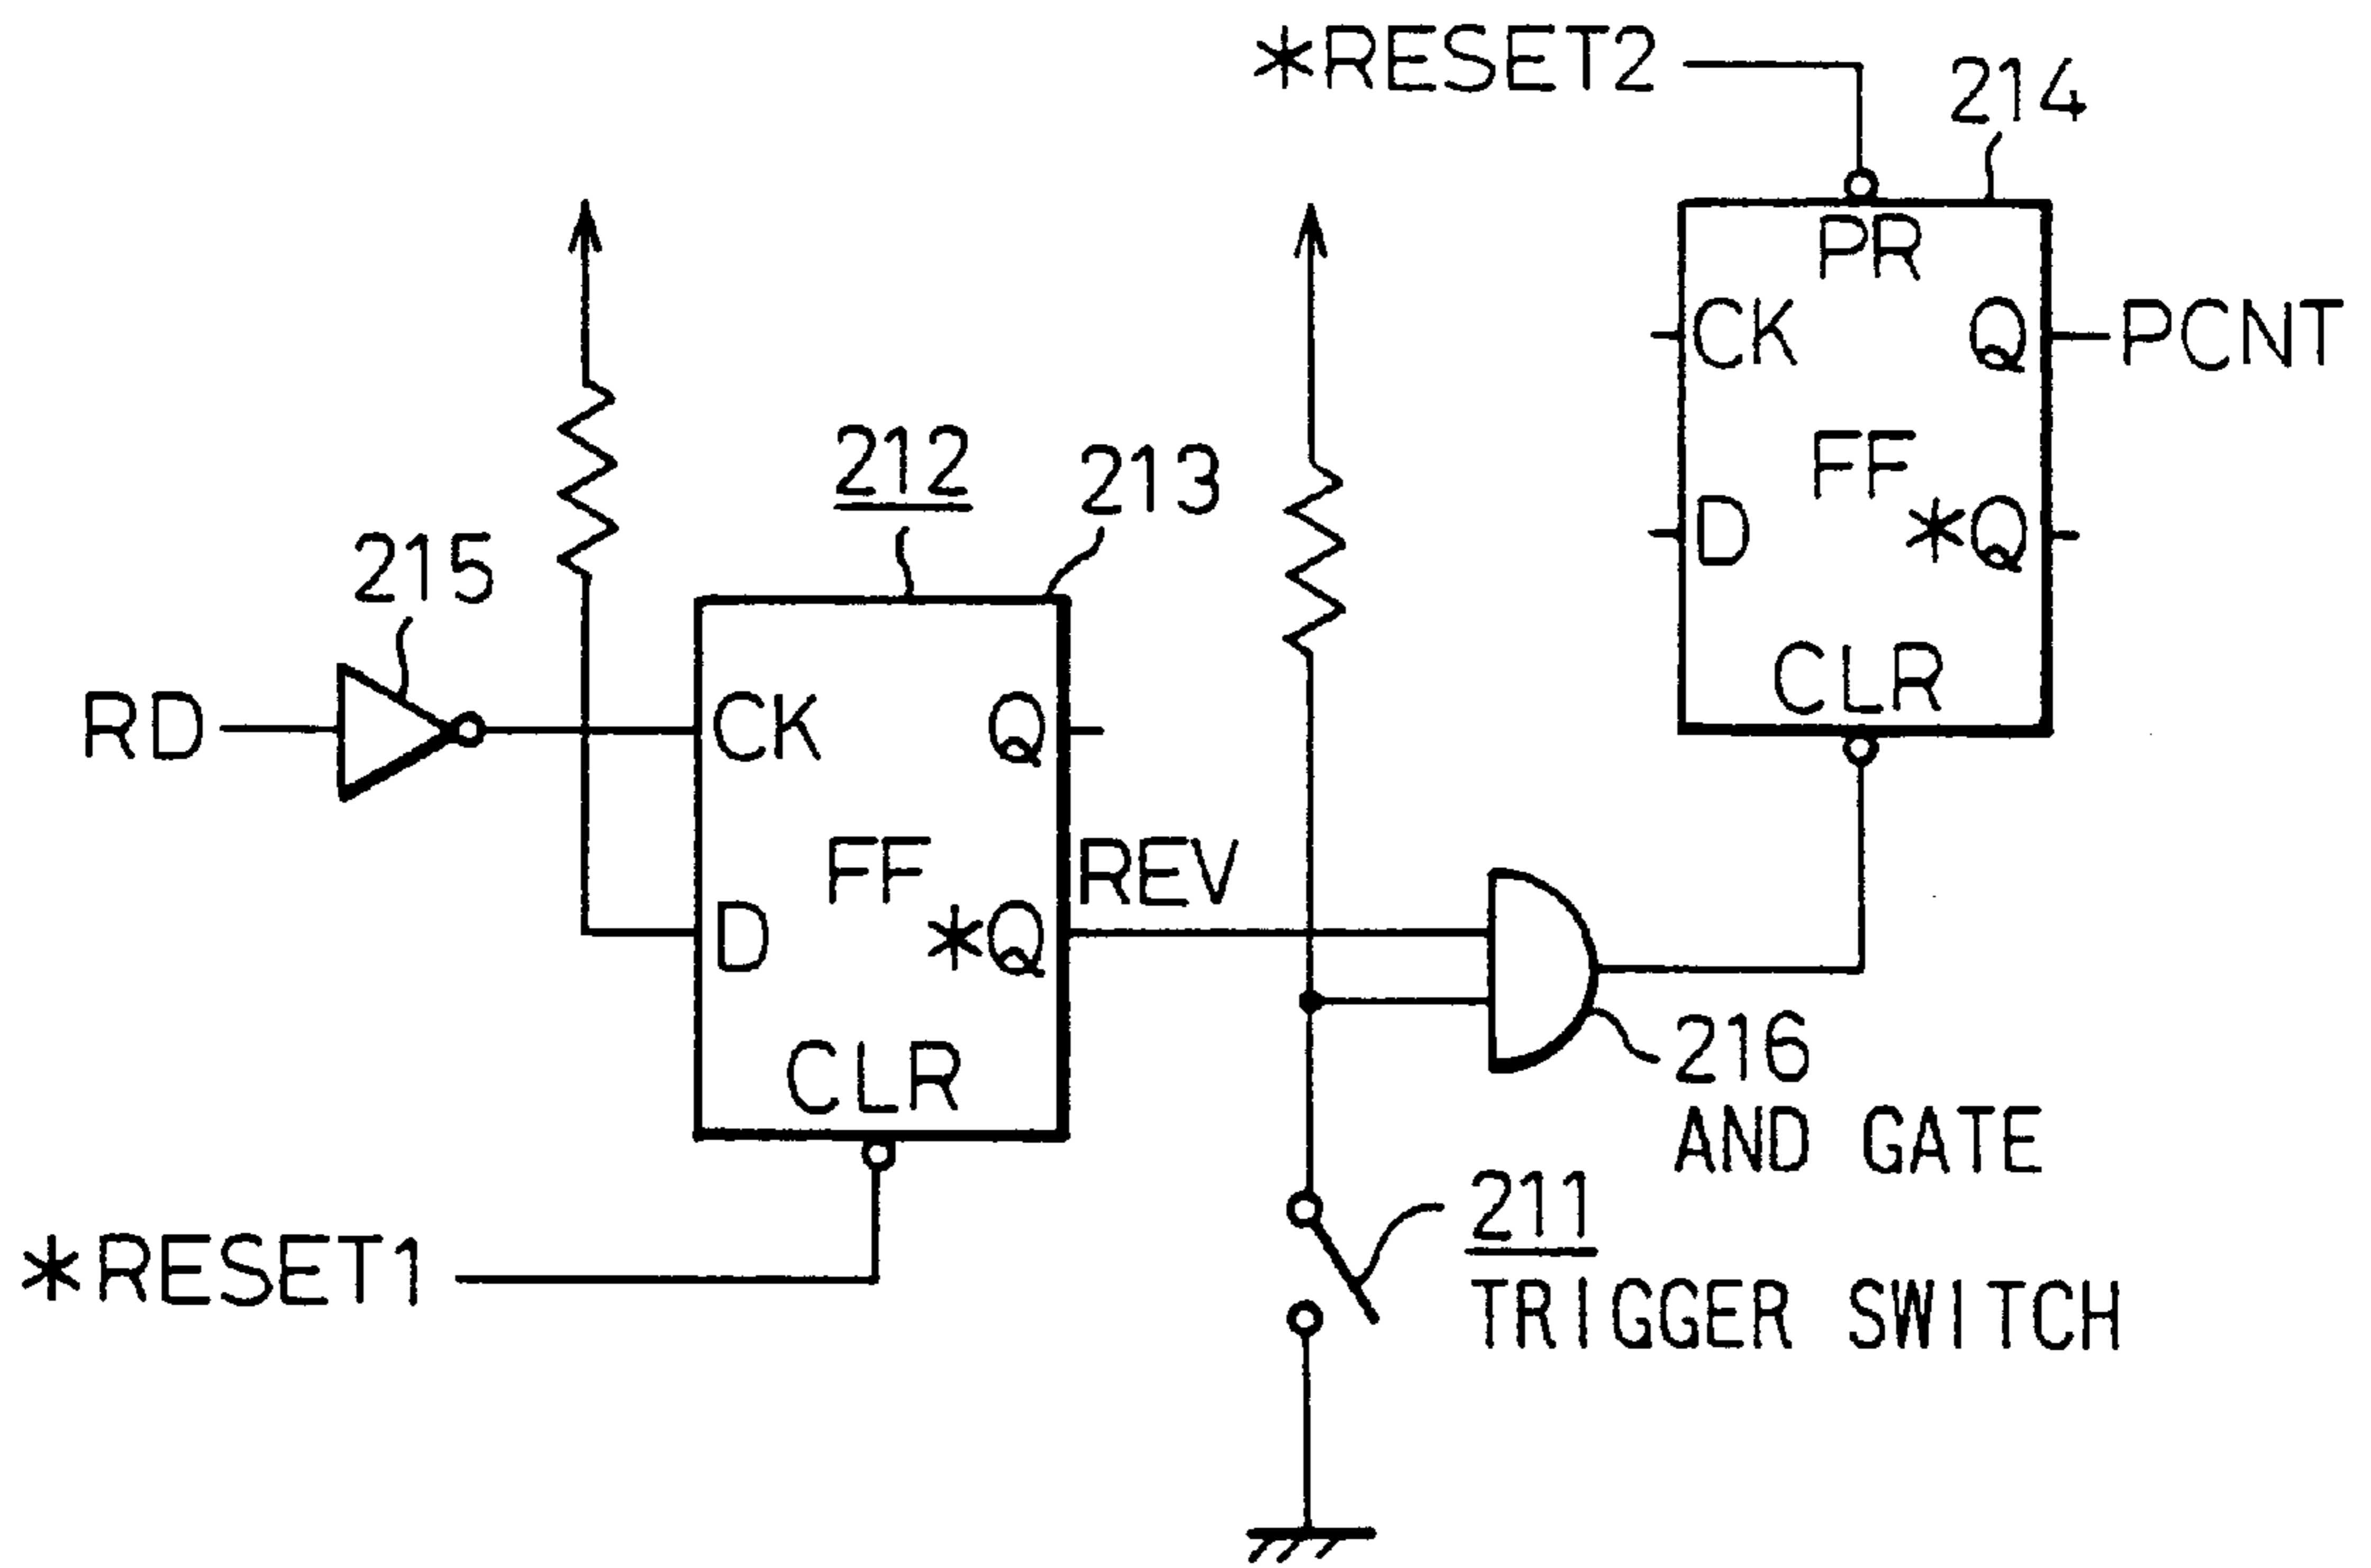 *RESET2
214
PR
CK
Q
PCNT
FF
D
*Q
CLR
212
213
215
RD
CK
Q
FF
REV
D
*Q
CLR
216
AND GATE
*RESET1
211
TRIGGER SWITCH